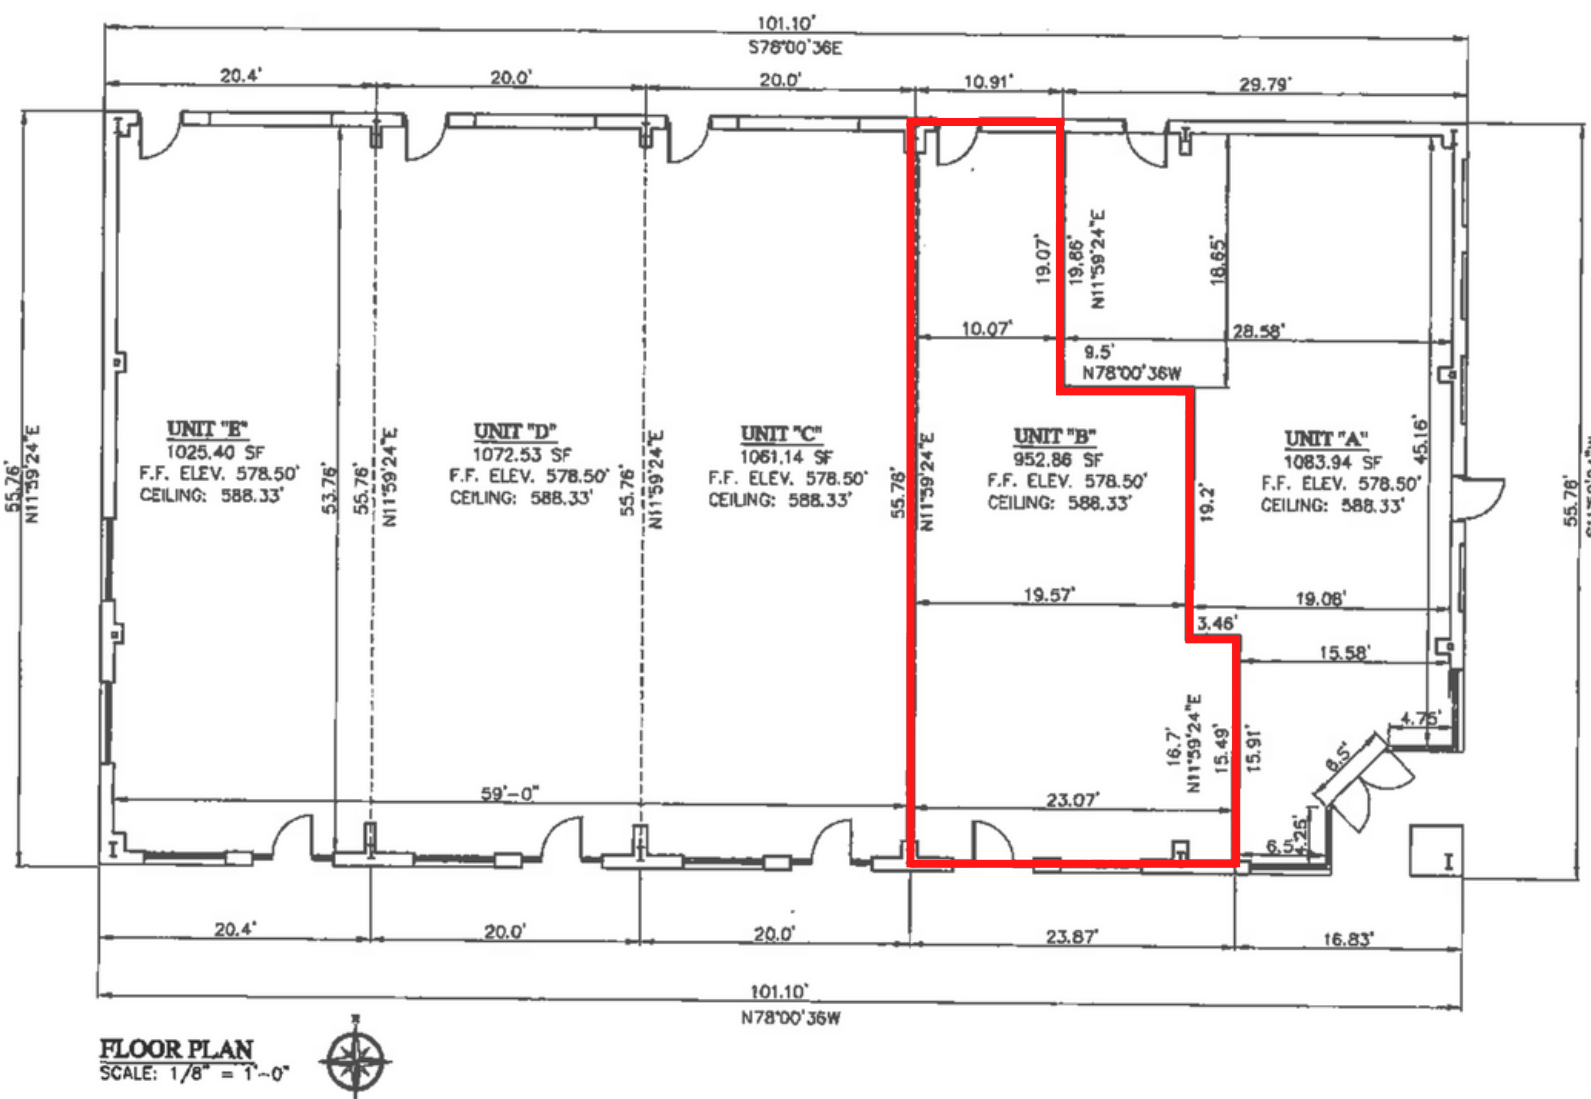 101.10'
S78°00'36E
20.4'
20.0'
20.0'
10.91'
29.79'
19.07'
19.86'
N11°59'24"E
18.65'
10.07'
28.58'
9.5'
N78°00'36W
55.76'
N11°59'24"E
UNIT "E"
1025.40 SF
F.F. ELEV. 578.50'
CEILING: 588.33'
53.76'
55.76'
N11°59'24"E
UNIT "D"
1072.53 SF
F.F. ELEV. 578.50'
CEILING: 588.33'
55.76'
N11°59'24"E
UNIT "C"
1061.14 SF
F.F. ELEV. 578.50'
CEILING: 588.33'
55.76'
N11°59'24"E
UNIT "B"
952.86 SF
F.F. ELEV. 578.50'
CEILING: 588.33'
19.2'
UNIT "A"
1083.94 SF
F.F. ELEV. 578.50'
CEILING: 588.33'
45.16'
55.76'
19.57'
19.08'
3.46'
15.58'
16.7'
N11°59'24"E
15.49'
15.91'
4.75'
8.5'
59'-0"
23.07'
6.5'
4.25'
20.4'
20.0'
20.0'
23.87'
16.83'
101.10'
N78°00'36W
FLOOR PLAN
SCALE: 1/8" = 1'-0"